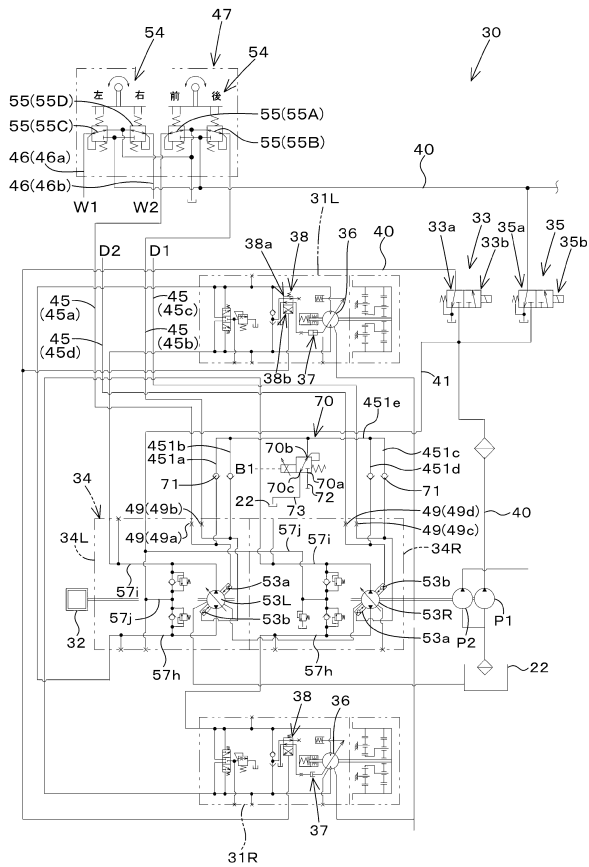 54
47
54
30
左
右
前
後
55(55D)
55(55C)
55(55A)
55(55B)
46(46a)
46(46b)
W1
W2
40
33a
33
33b
35a
35
35b
D2
D1
31L
38a
38
36
40
45
(45a)
45
(45c)
45
(45d)
45
(45b)
38b
37
41
70
451e
451b
451a
70b
B1
70a
70c
72
73
22
451c
451d
71
71
34
49(49b)
49(49a)
57j
57i
49(49d)
49(49c)
40
34L
34R
57i
57j
53a
53L
53b
53b
53R
53a
P2
P1
32
57h
57h
22
38
36
37
31R